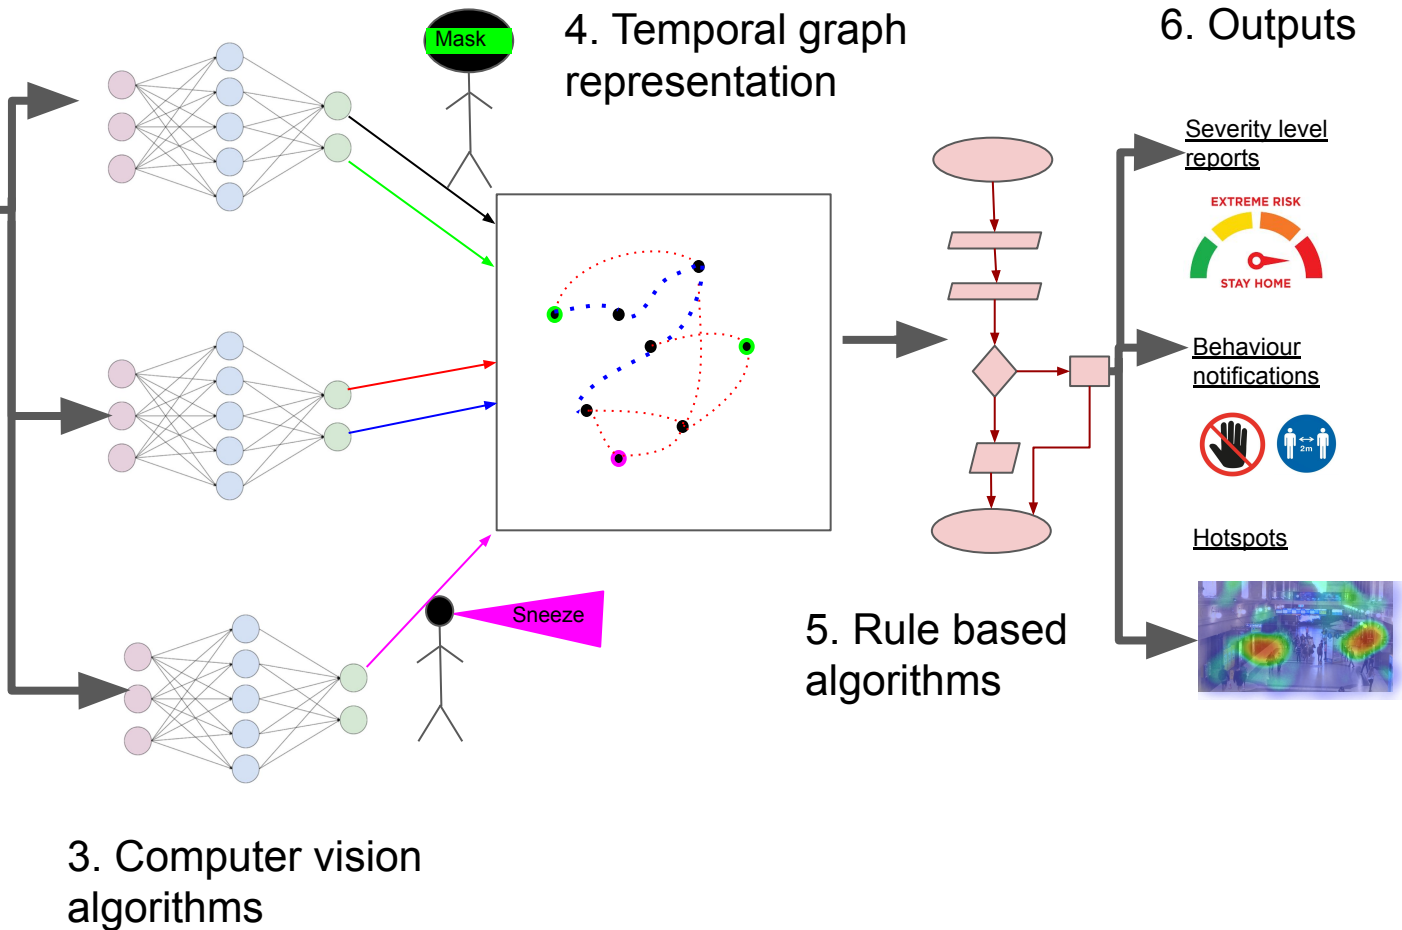 Mask
4. Temporal graph
representation
6. Outputs
Severity level
reports
EXTREME RISK
STAY HOME
Behaviour
notifications
2m
Hotspots
Sneeze
5. Rule based
algorithms
3. Computer vision
algorithms